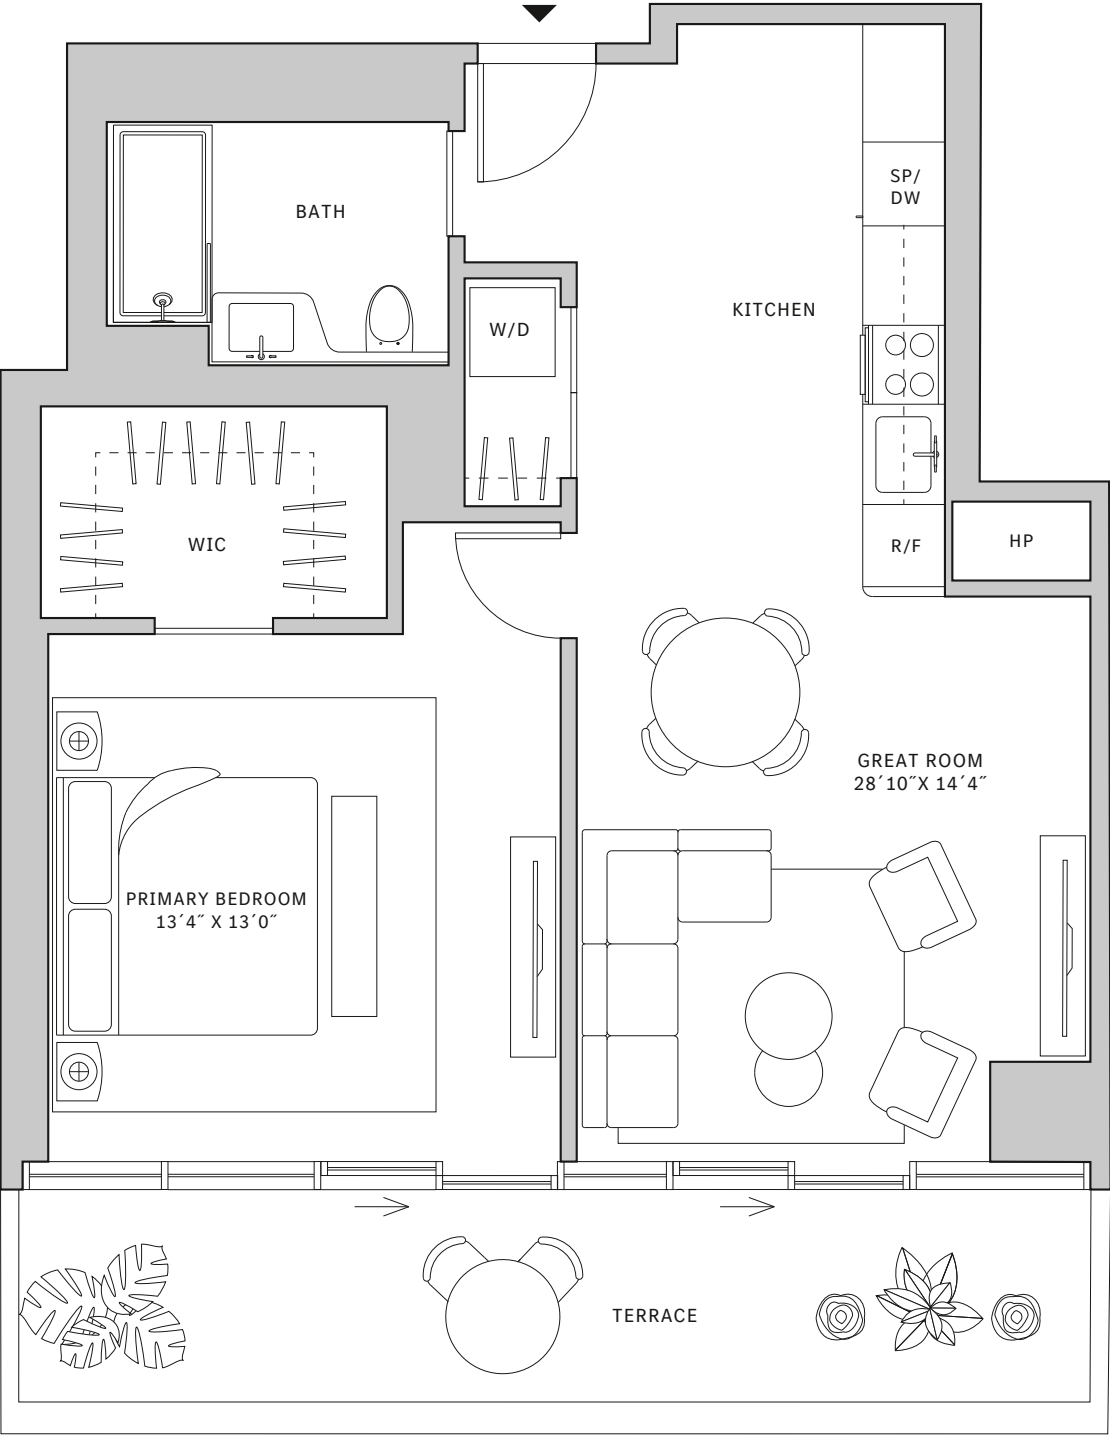 SP/
DW
BATH
KITCHEN
W/D
WIC
R/F
HP
GREAT ROOM
28´10˝X 14´4˝
PRIMARY BEDROOM
13´4˝ X 13´0˝
TERRACE